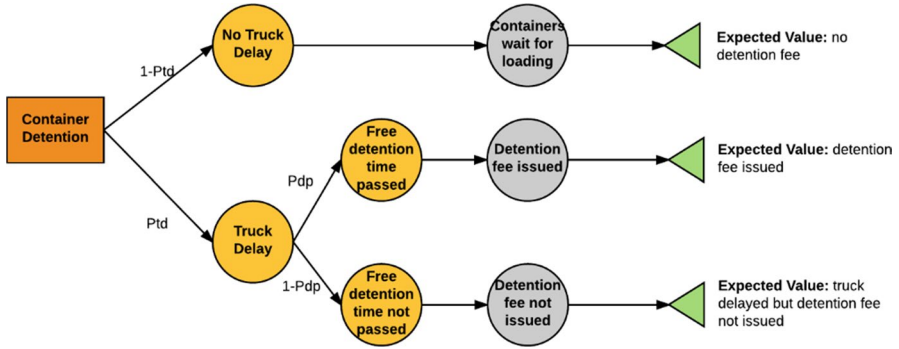 No Truck
Delay
Containers
wait for
loading
Expected Value: no
detention fee
1-Ptd
Container
Detention
Free
detention
time
passed
Detention
fee issued
Expected Value: detention
fee issued
Pdp
Ptd
Truck
Delay
1-Pdp
Free
detention
time not
passed
Detention
fee not
issued
Expected Value: truck
delayed but detention fee
not issued